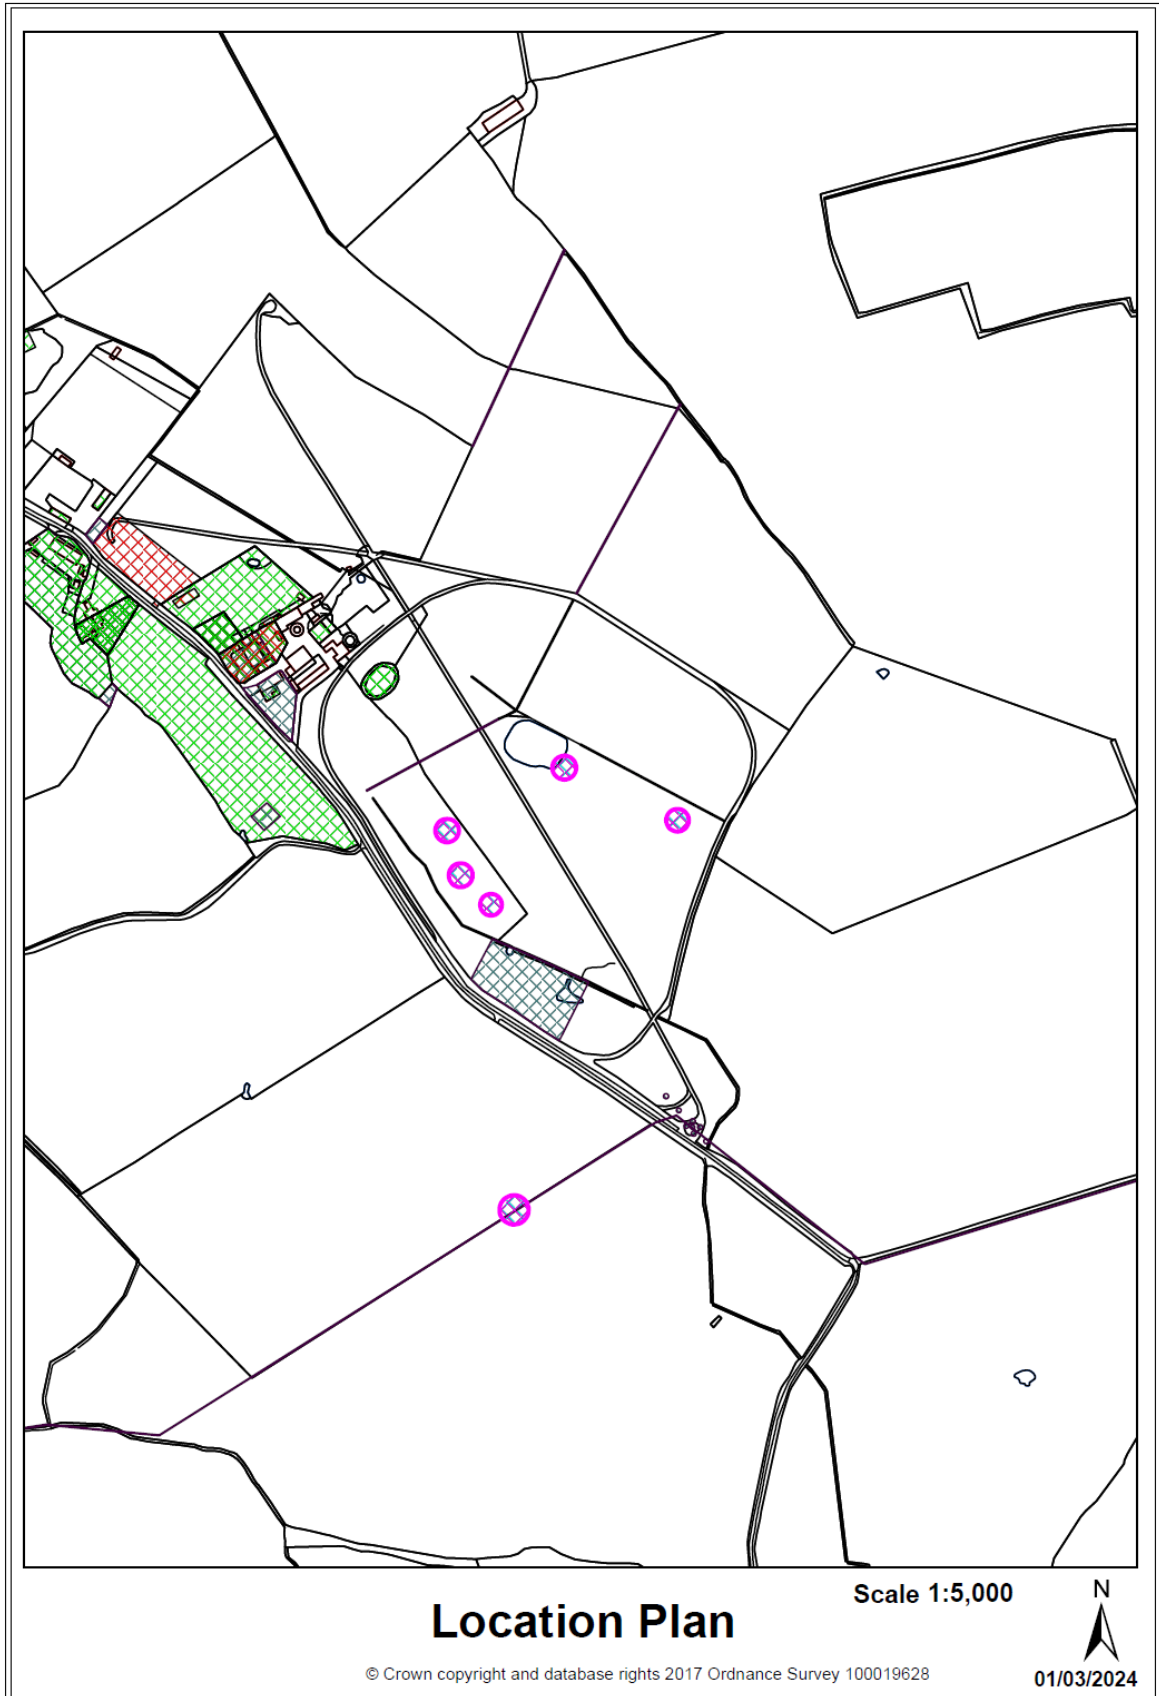 Scale 1:5,000
N
Location Plan
© Crown copyright and database rights 2017 Ordnance Survey 100019628
01/03/2024